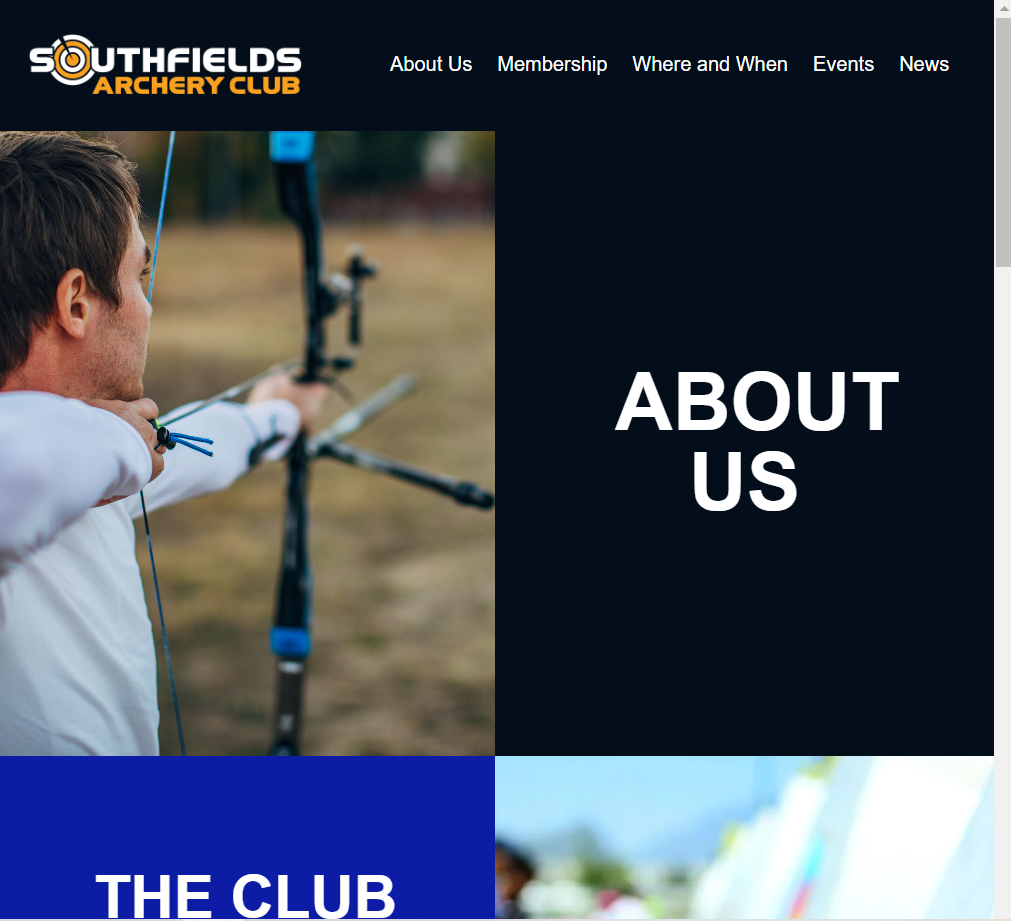 SOUTHFIELDS
ARCHERY CLUB
About Us Membership Where and When Events News
ABOUT
US
THE CLUB